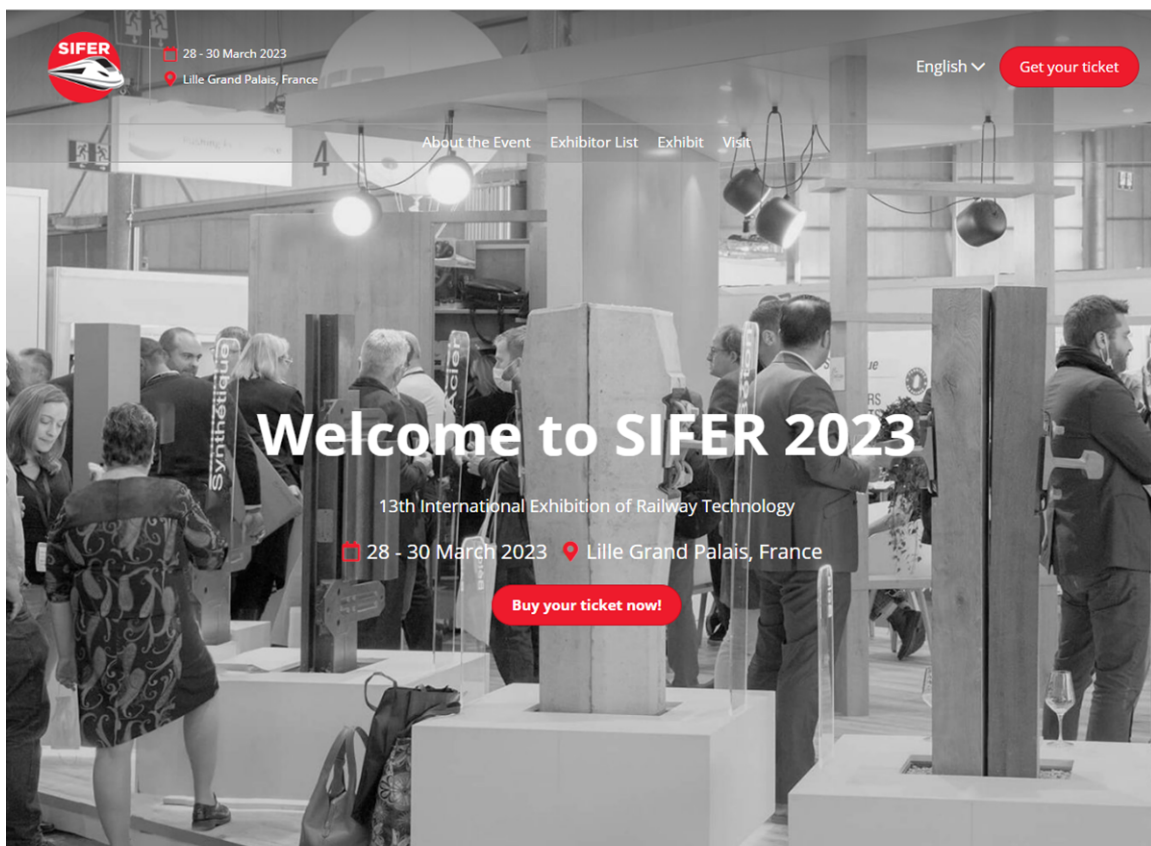 SIFER
28 - 30 March 2023
Lille Grand Palais, France
English
Get your ticket
About the Event
Exhibitor List
Exhibit
Visit
4
Synthétique
Acier
Welcome to SIFER 2023
13th International Exhibition of Railway Technology
28 - 30 March 2023
Lille Grand Palais, France
Buy your ticket now!